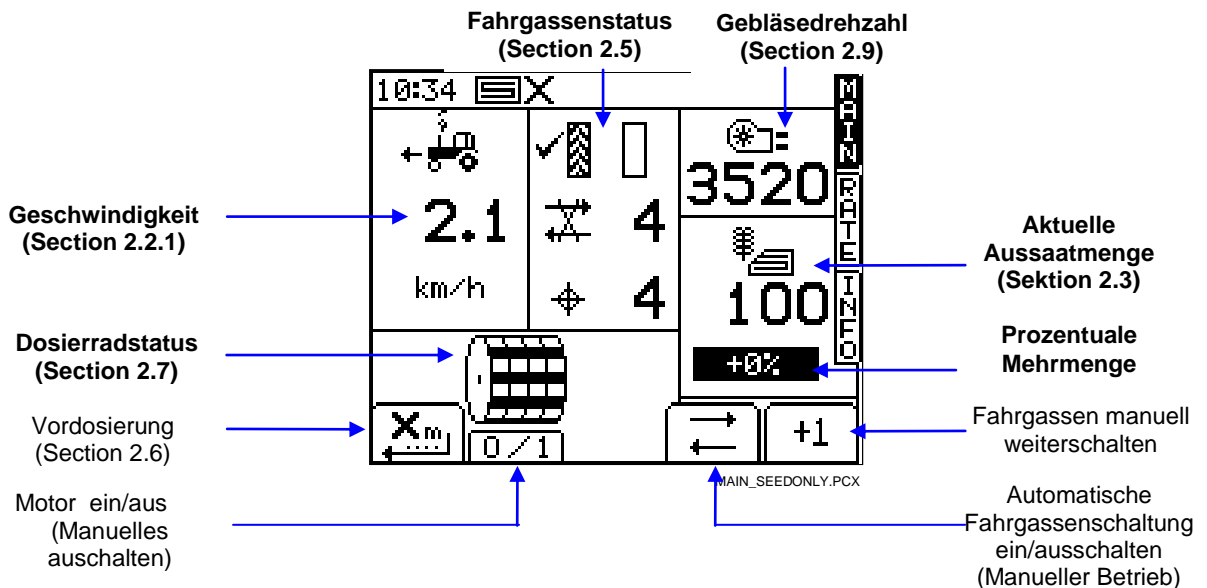 Fahrgassenstatus
(Section 2.5)
Gebläsedrehzahl
(Section 2.9)
10:34
MAIN
3520
RATE
INFO
Geschwindigkeit
(Section 2.2.1)
2.1
km/h
4
4
Aktuelle
Aussaatmenge
(Sektion 2.3)
100
+0%
Prozentuale
Mehrmenge
Dosierradstatus
(Section 2.7)
Vordosierung
(Section 2.6)
Xm
0/1
+1
Fahrgassen manuell
weiterschalten
MAIN_SEEDONLY.PCX
Motor ein/aus
(Manuelles
auschalten)
Automatische
Fahrgassenschaltung
ein/ausschalten
(Manueller Betrieb)